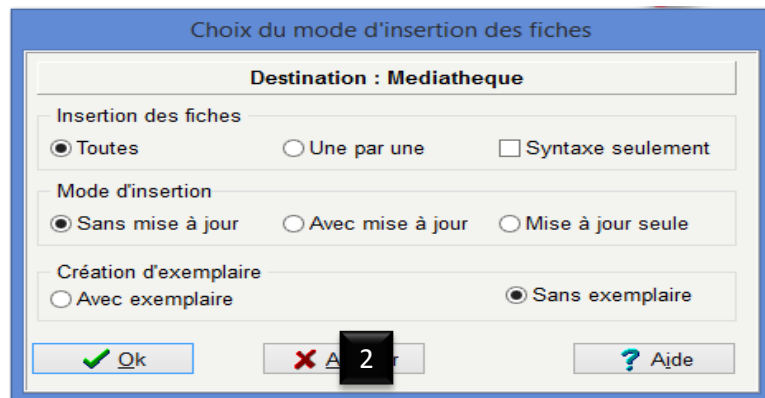 Choix du mode d'insertion des fiches
Destination : Mediatheque
Insertion des fiches
Toutes Une par une Syntaxe seulement
Mode d'insertion
Sans mise à jour Avec mise à jour Mise à jour seule
Création d'exemplaire
Avec exemplaire Sans exemplaire
Ok 2 Aide